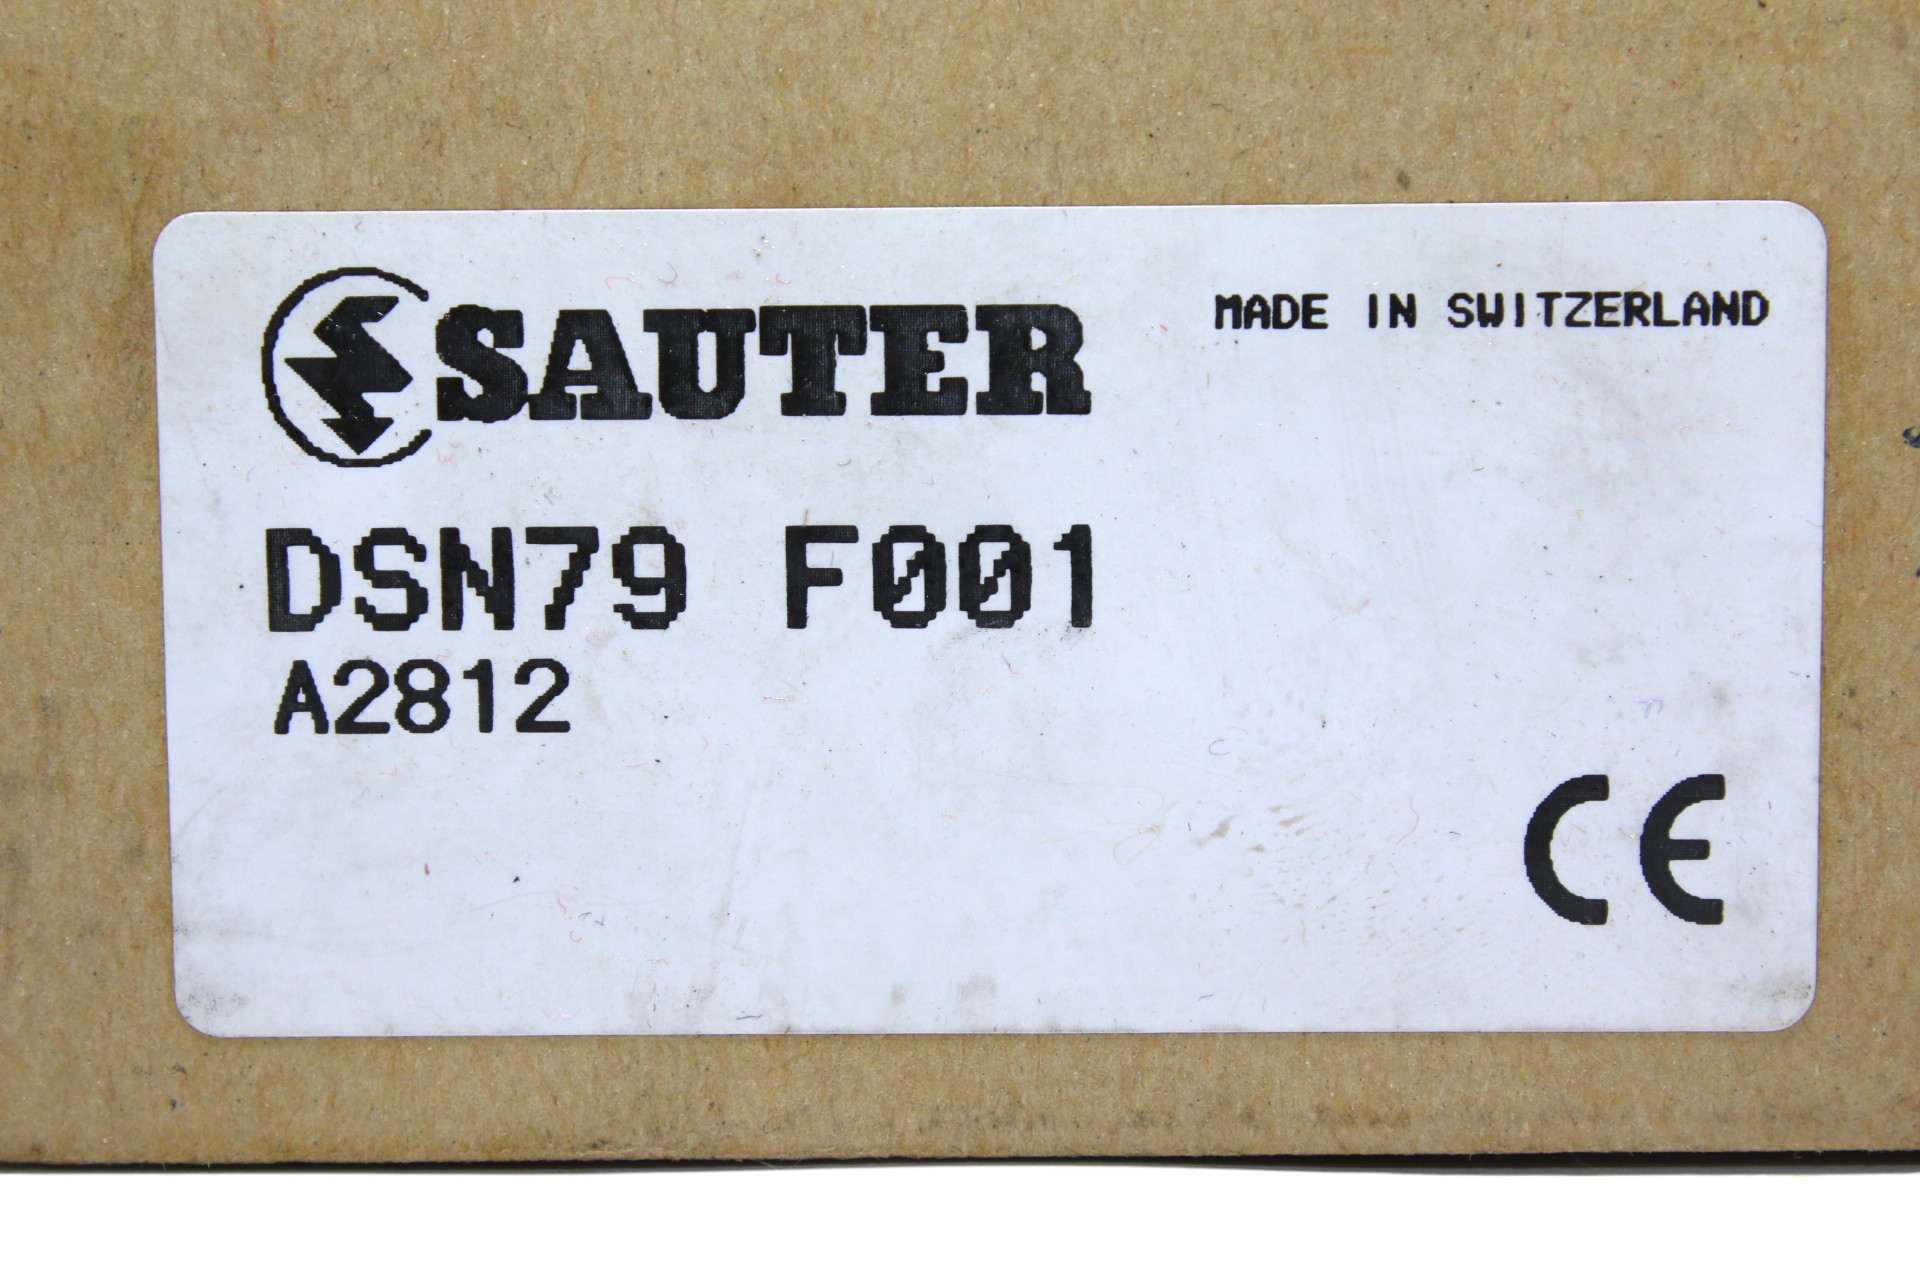 SAUTER
MADE IN SWITZERLAND
DSN79 F001
A2812
CE